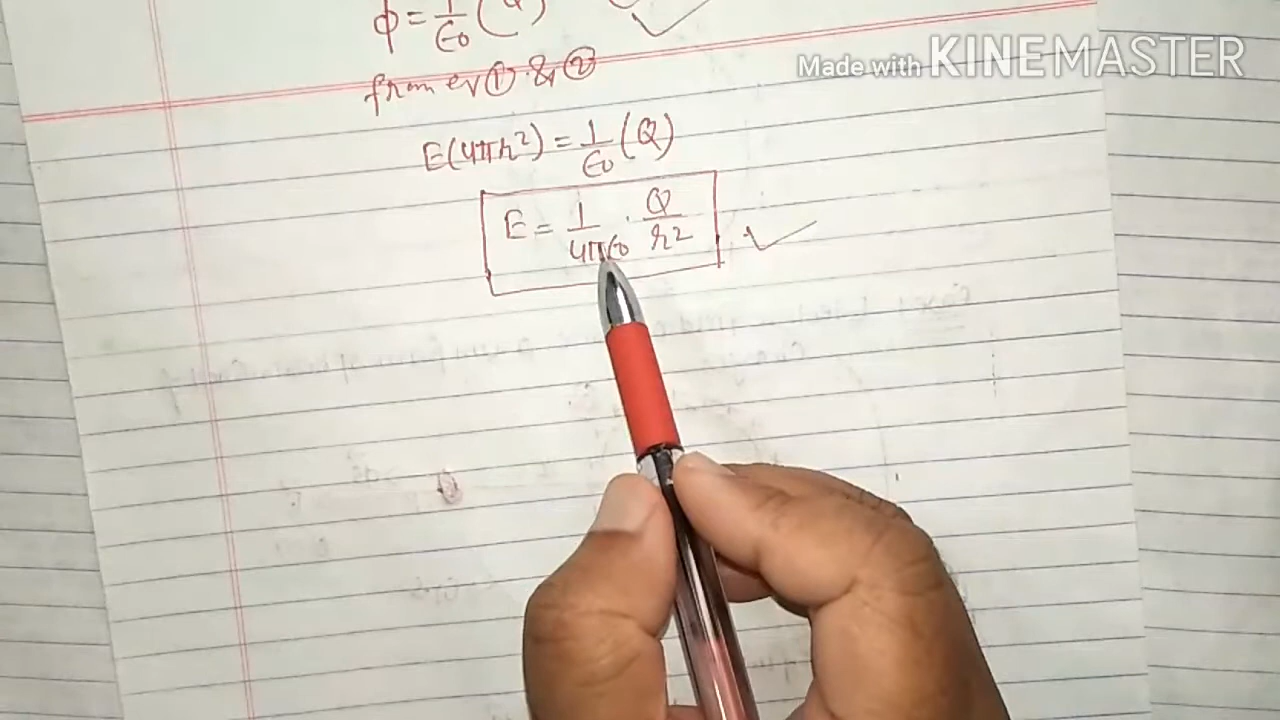 Made with KINEMASTER
ϕ = 1/ϵ0 (Q)
from eq ① & ②
E(4πr²) = 1/ϵ0 (Q)
E = 1/4πϵ0 · Q/r²